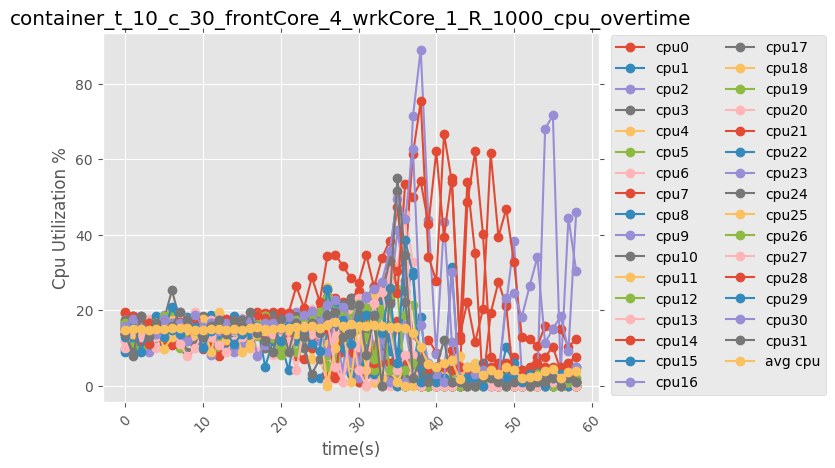 container_t_10_c_30_frontCore_4_wrkCore_1_R_1000_cpu_overtime
Cpu Utilization %
80
60
40
20
0
0
10
20
30
40
50
60
time(s)
cpu0
cpu1
cpu2
cpu3
cpu4
cpu5
cpu6
cpu7
cpu8
cpu9
cpu10
cpu11
cpu12
cpu13
cpu14
cpu15
cpu16
cpu17
cpu18
cpu19
cpu20
cpu21
cpu22
cpu23
cpu24
cpu25
cpu26
cpu27
cpu28
cpu29
cpu30
cpu31
avg cpu